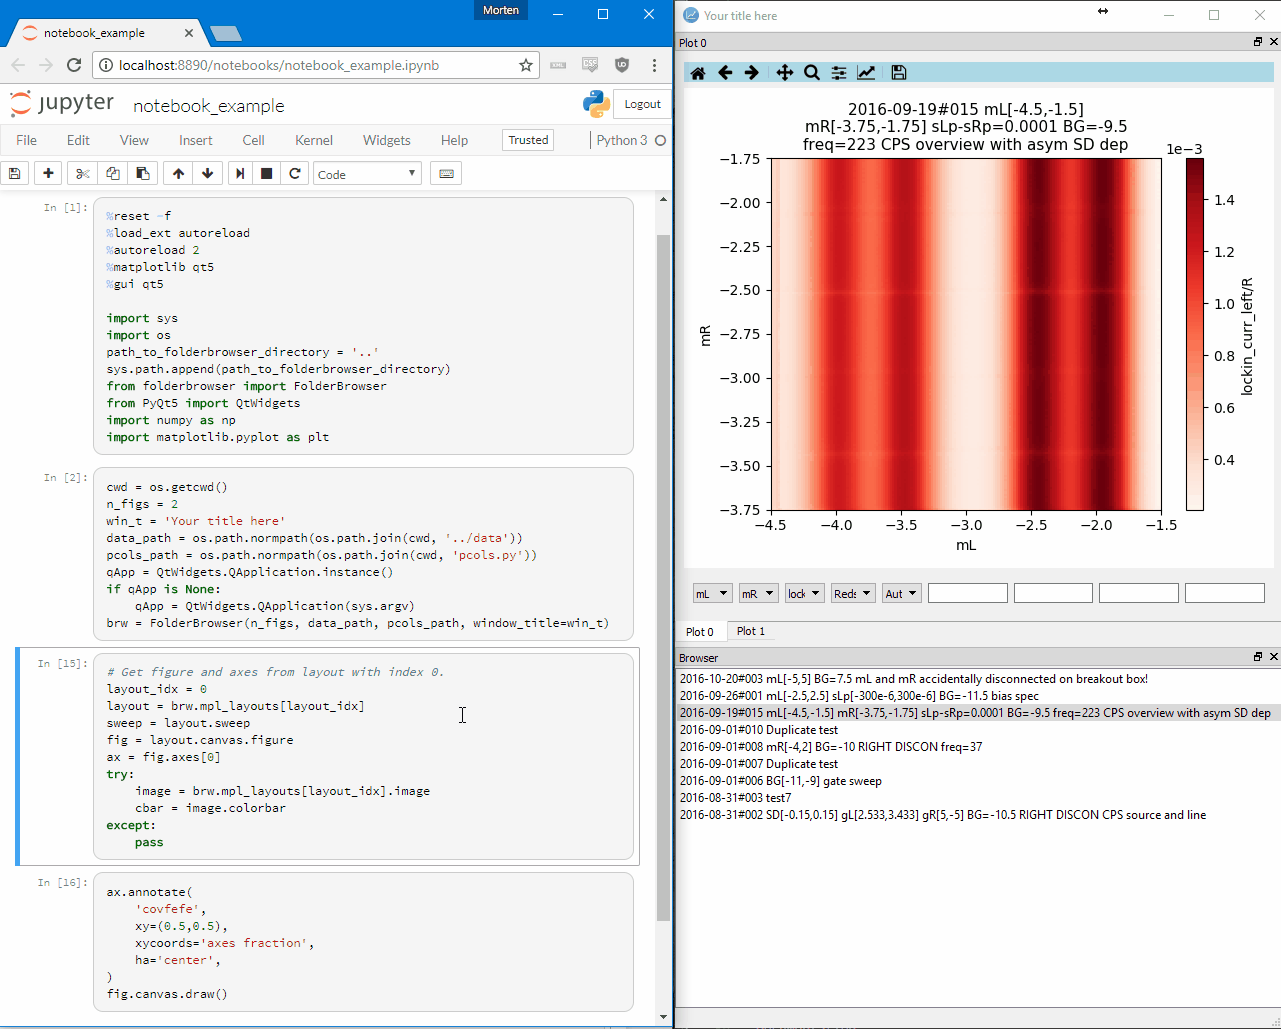 Morten
notebook_example
localhost:8890/notebooks/notebook_example.ipynb
jupyter notebook_example
Logout
File Edit View Insert Cell Kernel Widgets Help Trusted Python 3
Code
In [1]:
%reset -f
%load_ext autoreload
%autoreload 2
%matplotlib qt5
%gui qt5
import sys
import os
path_to_folderbrowser_directory = '..'
sys.path.append(path_to_folderbrowser_directory)
from folderbrowser import FolderBrowser
from PyQt5 import QtWidgets
import numpy as np
import matplotlib.pyplot as plt
In [2]:
cwd = os.getcwd()
n_figs = 2
win_t = 'Your title here'
data_path = os.path.normpath(os.path.join(cwd, '../data'))
pcols_path = os.path.normpath(os.path.join(cwd, 'pcols.py'))
qApp = QtWidgets.QApplication.instance()
if qApp is None:
    qApp = QtWidgets.QApplication(sys.argv)
brw = FolderBrowser(n_figs, data_path, pcols_path, window_title=win_t)
In [15]:
# Get figure and axes from layout with index 0.
layout_idx = 0
layout = brw.mpl_layouts[layout_idx]
sweep = layout.sweep
fig = layout.canvas.figure
ax = fig.axes[0]
try:
    image = brw.mpl_layouts[layout_idx].image
    cbar = image.colorbar
except:
    pass
In [16]:
ax.annotate(
    'covfefe',
    xy=(0.5,0.5),
    xycoords='axes fraction',
    ha='center',
)
fig.canvas.draw()
Your title here
Plot 0
2016-09-19#015 mL[-4.5,-1.5]
mR[-3.75,-1.75] sLp-sRp=0.0001 BG=-9.5
freq=223 CPS overview with asym SD dep
1e−3
−1.75
−2.00
−2.25
−2.50
−2.75
−3.00
−3.25
−3.50
−3.75
mR
−4.5 −4.0 −3.5 −3.0 −2.5 −2.0 −1.5
mL
1.4
1.2
1.0
0.8
0.6
0.4
lockin_curr_left/R
mL mR lock Reds Aut
Plot 0 Plot 1
Browser
2016-10-20#003 mL[-5,5] BG=7.5 mL and mR accidentally disconnected on breakout box!
2016-09-26#001 mL[-2.5,2.5] sLp[-300e-6,300e-6] BG=-11.5 bias spec
2016-09-19#015 mL[-4.5,-1.5] mR[-3.75,-1.75] sLp-sRp=0.0001 BG=-9.5 freq=223 CPS overview with asym SD dep
2016-09-01#010 Duplicate test
2016-09-01#008 mR[-4,2] BG=-10 RIGHT DISCON freq=37
2016-09-01#007 Duplicate test
2016-09-01#006 BG[-11,-9] gate sweep
2016-08-31#003 test7
2016-08-31#002 SD[-0.15,0.15] gL[2.533,3.433] gR[5,-5] BG=-10.5 RIGHT DISCON CPS source and line